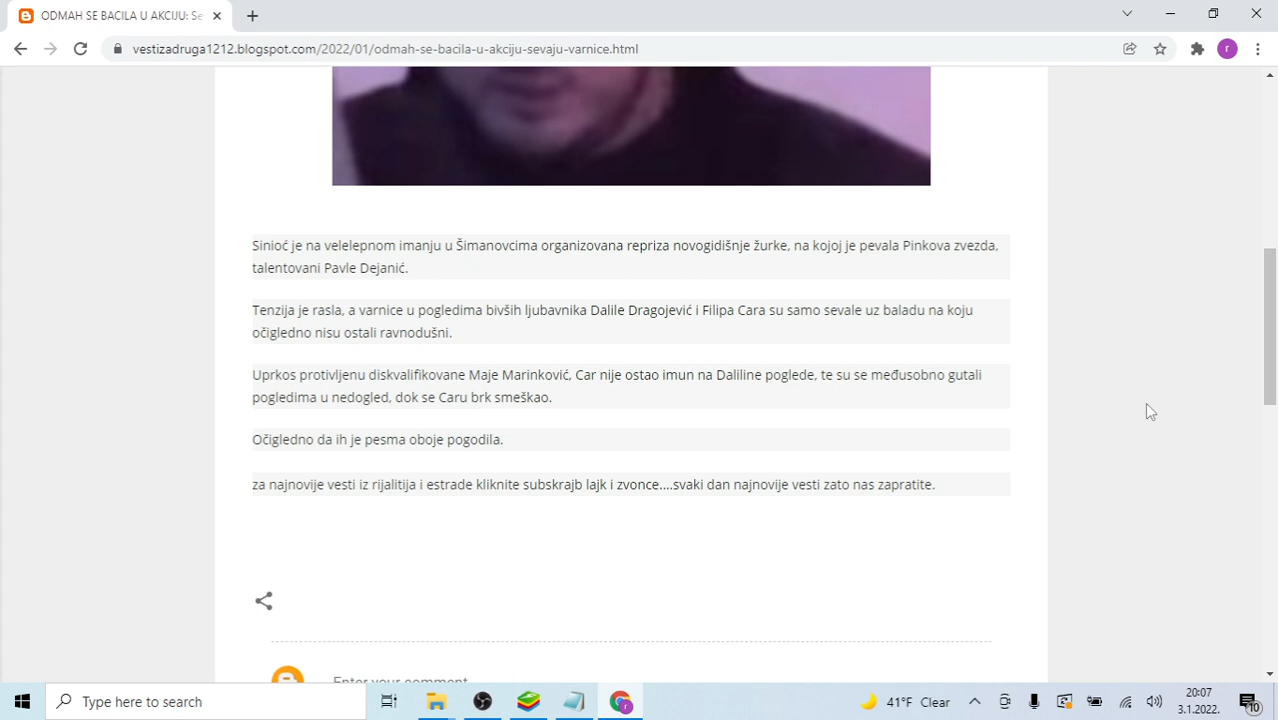 ODMAH SE BACILA U AKCIJU: Se
vestizadruga1212.blogspot.com/2022/01/odmah-se-bacila-u-akciju-sevaju-varnice.html
r
Sinioć je na velelepnom imanju u Šimanovcima organizovana repriza novogidišnje žurke, na kojoj je pevala Pinkova zvezda,
talentovani Pavle Dejanić.
Tenzija je rasla, a varnice u pogledima bivših ljubavnika Dalile Dragojević i Filipa Cara su samo sevale uz baladu na koju
očigledno nisu ostali ravnodušni.
Uprkos protivljenu diskvalifikovane Maje Marinković, Car nije ostao imun na Daliline poglede, te su se međusobno gutali
pogledima u nedogled, dok se Caru brk smeškao.
Očigledno da ih je pesma oboje pogodila.
za najnovije vesti iz rijalitija i estrade kliknite subskrajb lajk i zvonce....svaki dan najnovije vesti zato nas zapratite.
Enter your comment
Type here to search
r
41°F Clear
20:07
3.1.2022.
10